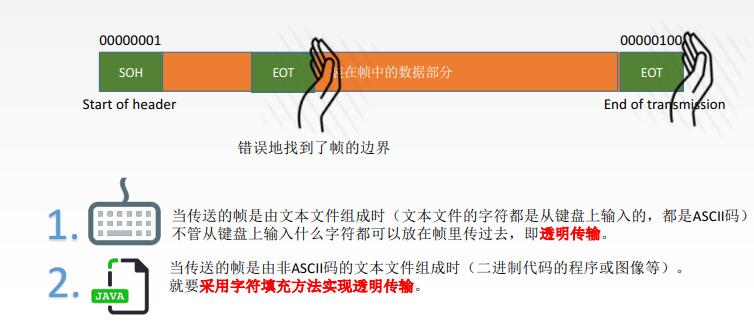 00000001
00000100
SOH
EOT
在帧中的数据部分
EOT
Start of header
End of transmission
错误地找到了帧的边界
1.
当传送的帧是由文本文件组成时（文本文件的字符都是从键盘上输入的，都是ASCII码）
不管从键盘上输入什么字符都可以放在帧里传过去，即透明传输。
2.
JAVA
当传送的帧是由非ASCII码的文本文件组成时（二进制代码的程序或图像等）。
就要采用字符填充方法实现透明传输。